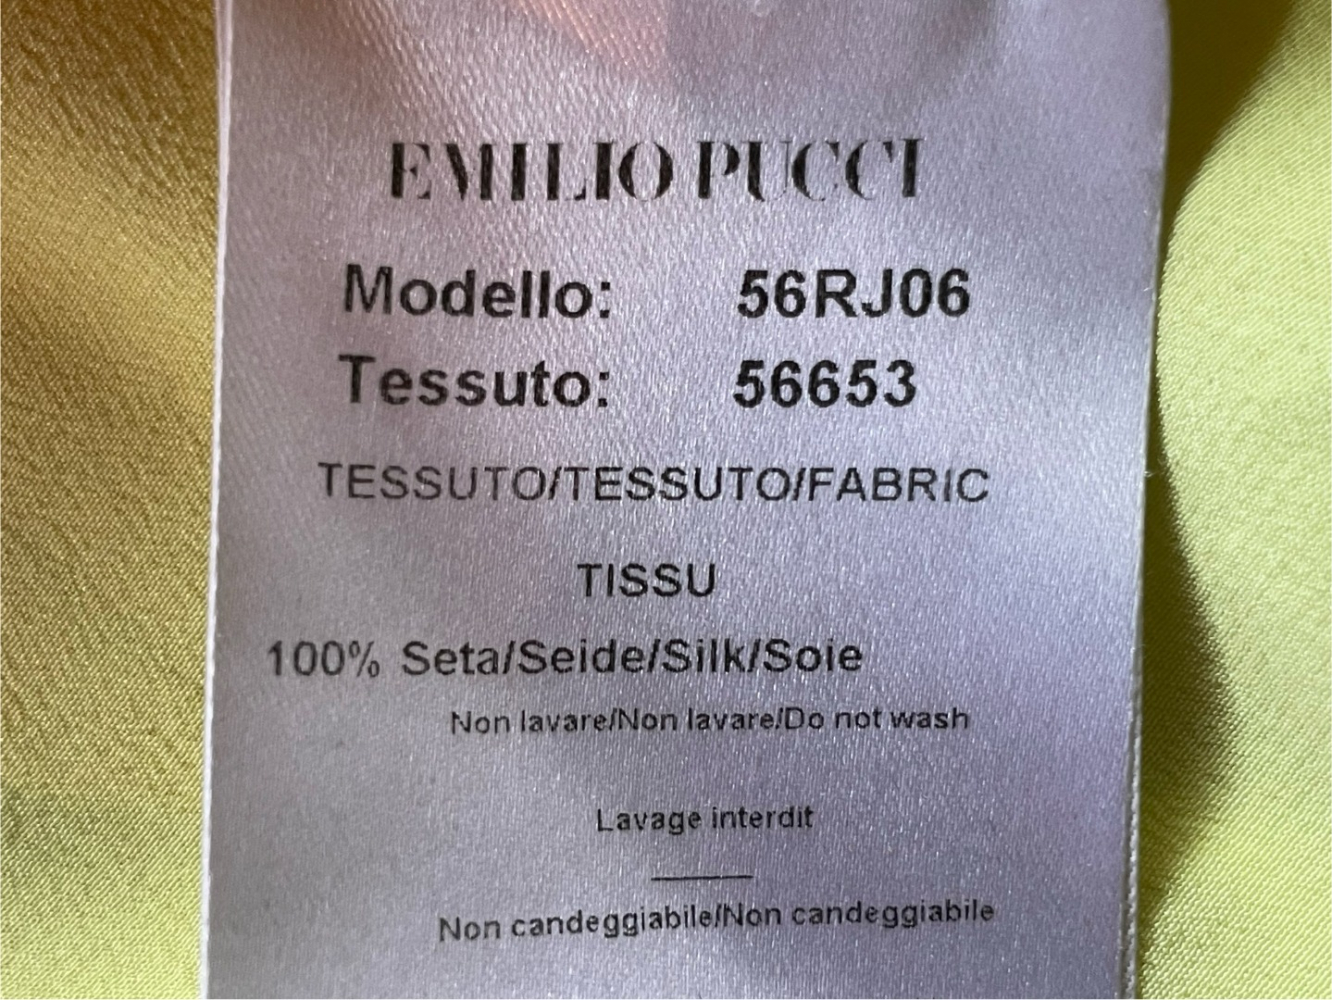 EMILIO PUCCI
Modello: 56RJ06
Tessuto: 56653
TESSUTO/TESSUTO/FABRIC
TISSU
100% Seta/Seide/Silk/Soie
Non lavare/Non lavare/Do not wash
Lavage interdit
Non candeggiabile/Non candeggiabile